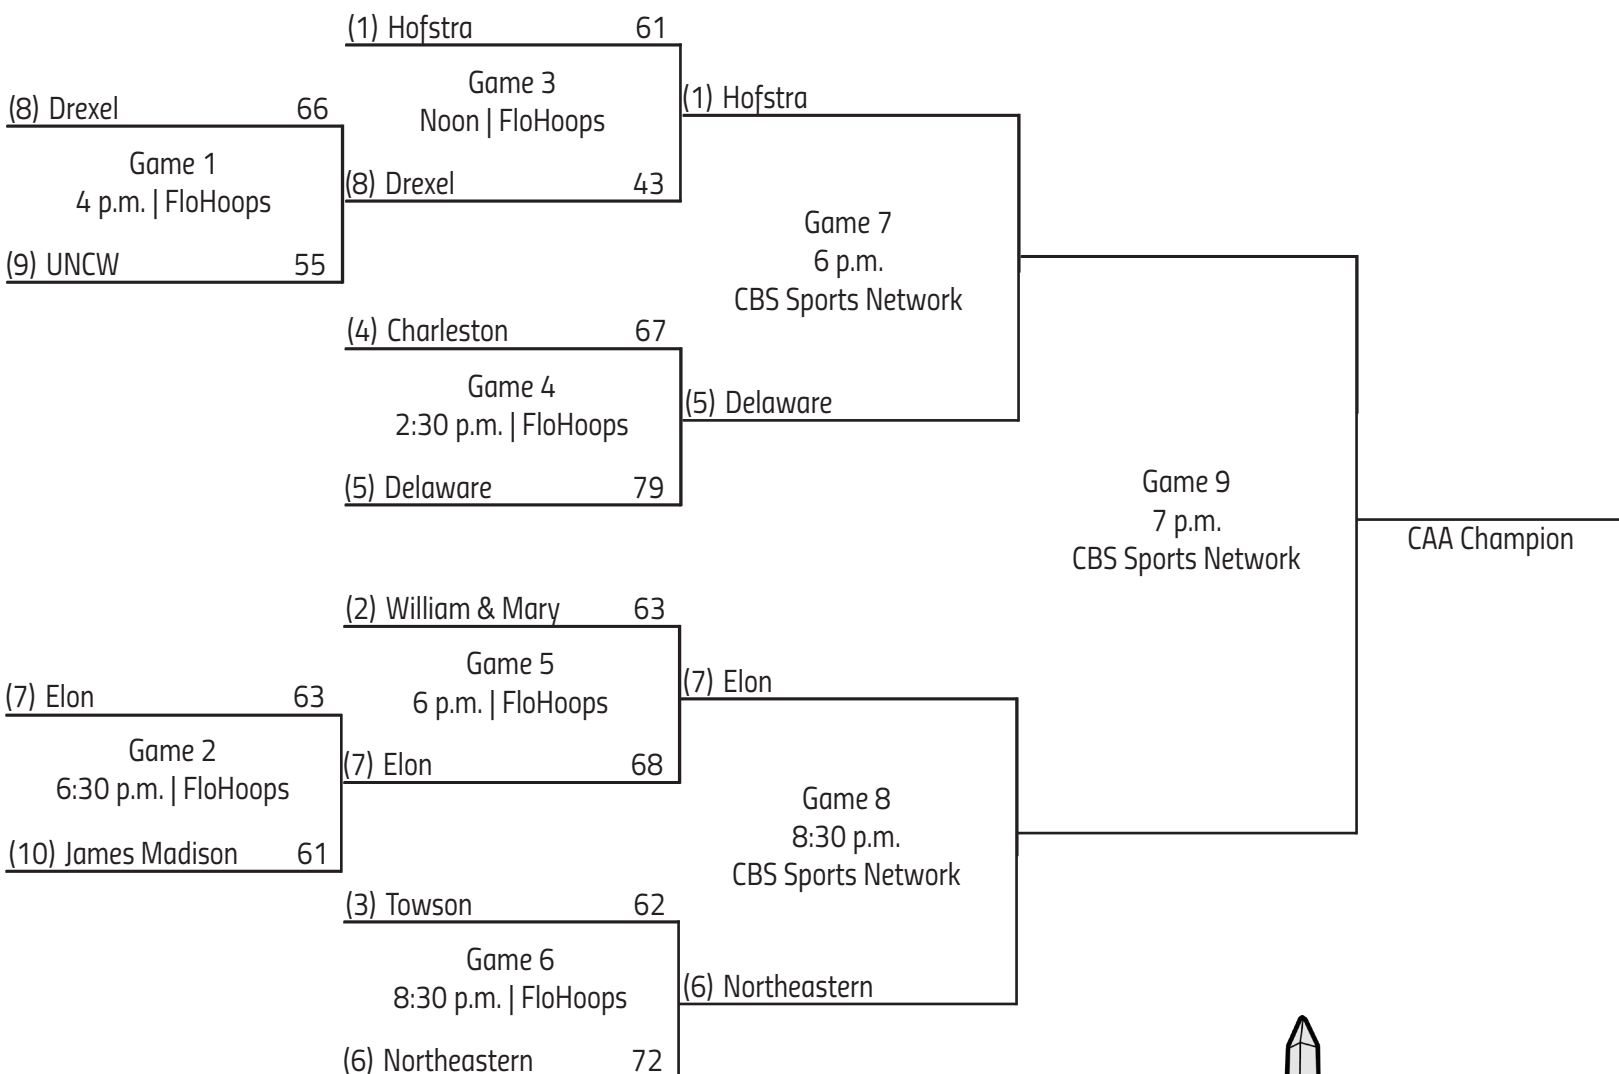 (8) Drexel 66
Game 1
4 p.m. | FloHoops
(9) UNCW 55
(7) Elon 63
Game 2
6:30 p.m. | FloHoops
(10) James Madison 61
(1) Hofstra 61
Game 3
Noon | FloHoops
(8) Drexel 43
(4) Charleston 67
Game 4
2:30 p.m. | FloHoops
(5) Delaware 79
(2) William & Mary 63
Game 5
6 p.m. | FloHoops
(7) Elon 68
(3) Towson 62
Game 6
8:30 p.m. | FloHoops
(6) Northeastern 72
(1) Hofstra
Game 7
6 p.m.
CBS Sports Network
(5) Delaware
(7) Elon
Game 8
8:30 p.m.
CBS Sports Network
(6) Northeastern
Game 9
7 p.m.
CBS Sports Network
CAA Champion